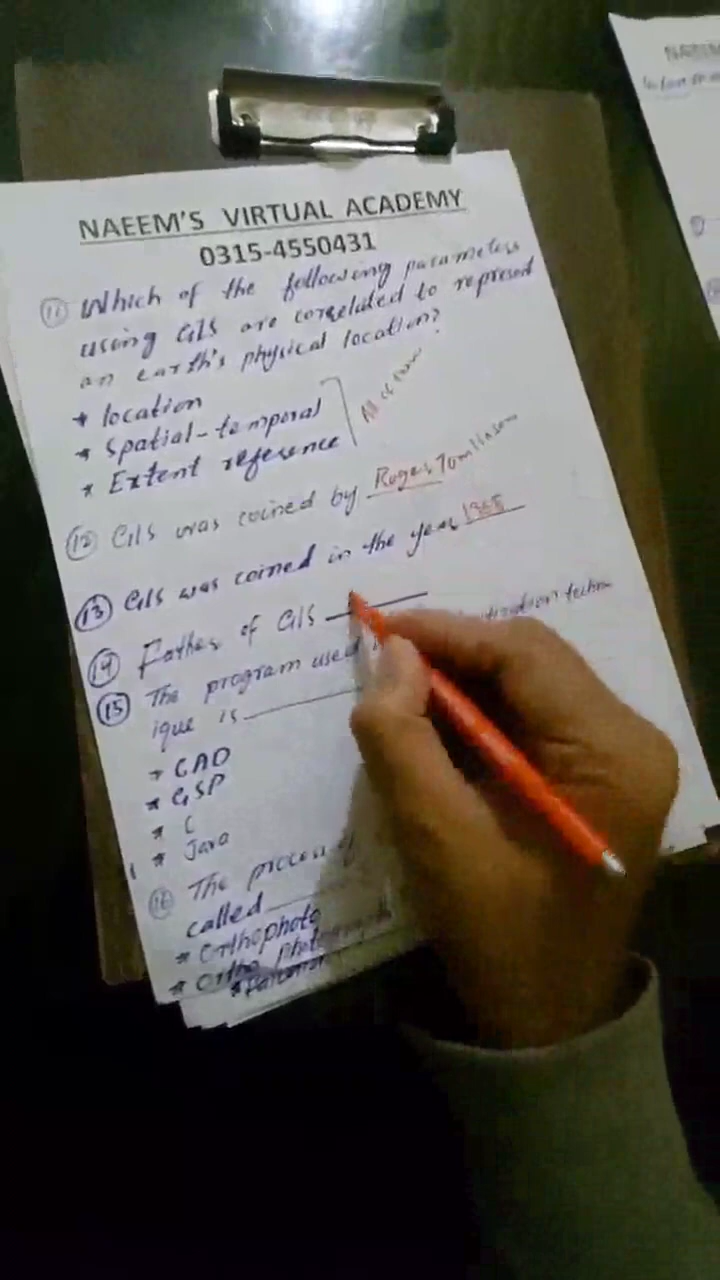 NAEEM'S VIRTUAL ACADEMY
0315-4550431
11 Which of the following parameters
using GIS are correlated to represent
an earth's physical location?
* location
* Spatial-temporal
* Extent reference
All of these
12 GIS was coined by Roger Tomlinson
13 GIS was coined in the year
14 Father of GIS
15 The program used techn
ique is
* CAD
* GSP
* C
* Java
16 The process of
called
* Orthophoto
* Ortho